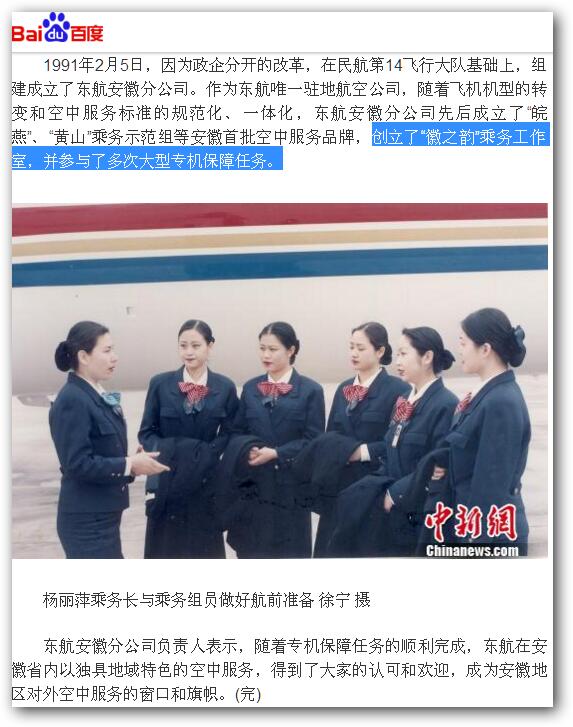 Bai du 百度
1991年2月5日，因为政企分开的改革，在民航第14飞行大队基础上，组
建成立了东航安徽分公司。作为东航唯一驻地航空公司，随着飞机机型的转
变和空中服务标准的规范化、一体化，东航安徽分公司先后成立了“皖
燕”、“黄山”乘务示范组等安徽首批空中服务品牌，创立了“徽之韵”乘务工作
室，并参与了多次大型专机保障任务。
中新网
Chinanews.com
杨丽萍乘务长与乘务组员做好航前准备 徐宁 摄
东航安徽分公司负责人表示，随着专机保障任务的顺利完成，东航在安
徽省内以独具地域特色的空中服务，得到了大家的认可和欢迎，成为安徽地
区对外空中服务的窗口和旗帜。(完)